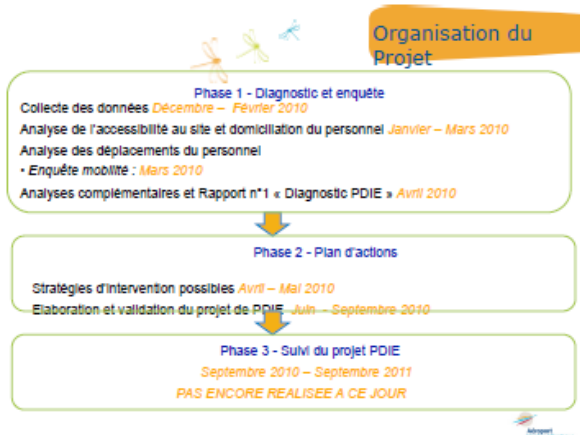 Organisation du
Projet
Phase 1 - Diagnostic et enquête
Collecte des données Décembre – Février 2010
Analyse de l'accessibilité au site et domiciliation du personnel Janvier – Mars 2010
Analyse des déplacements du personnel
• Enquête mobilité : Mars 2010
Analyses complémentaires et Rapport n°1 « Diagnostic PDIE » Avril 2010
Phase 2 - Plan d'actions
Stratégies d'intervention possibles Avril – Mai 2010
Elaboration et validation du projet de PDIE Juin - Septembre 2010
Phase 3 - Suivi du projet PDIE
Septembre 2010 – Septembre 2011
PAS ENCORE REALISEE A CE JOUR
Aéroport